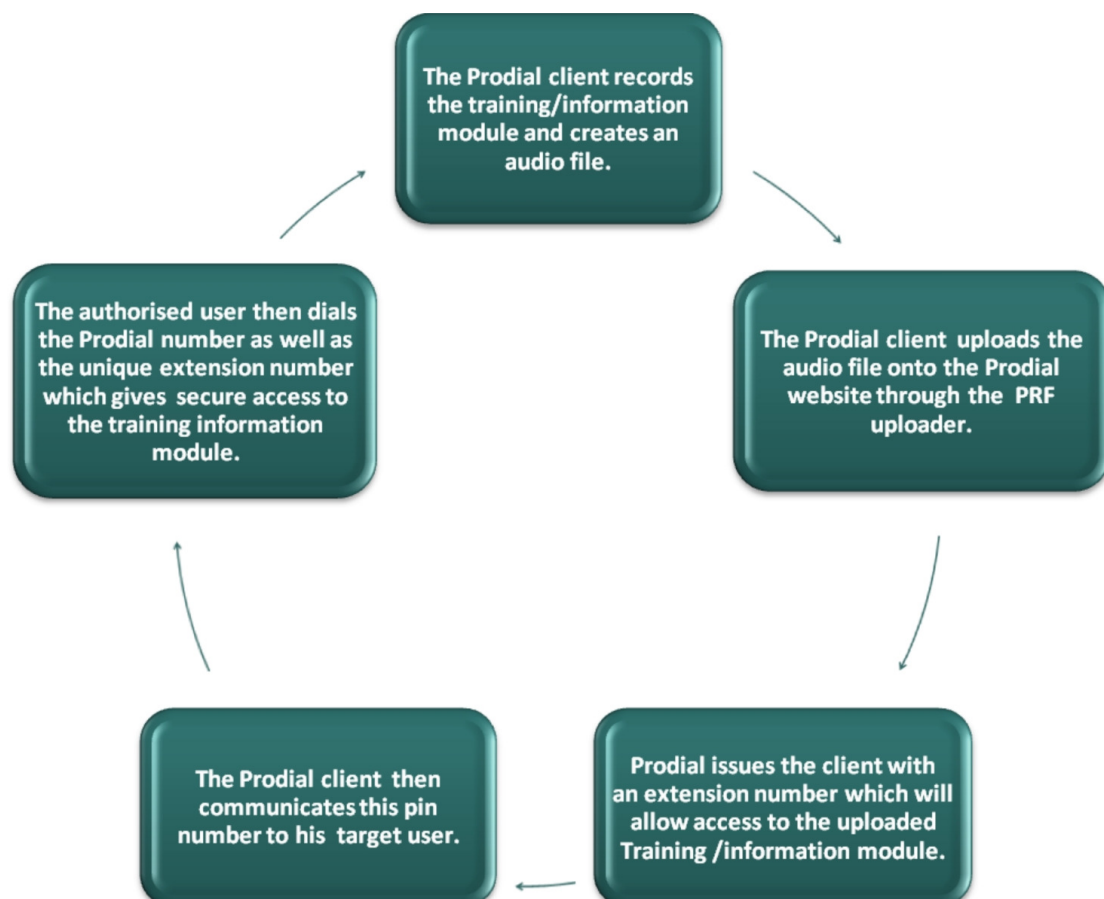 The Prodial client records
the training/information
module and creates an
audio file.
The Prodial client uploads the
audio file onto the Prodial
website through the PRF
uploader.
Prodial issues the client with
an extension number which will
allow access to the uploaded
Training /information module.
The Prodial client then
communicates this pin
number to his target user.
The authorised user then dials
the Prodial number as well as
the unique extension number
which gives secure access to
the training information
module.